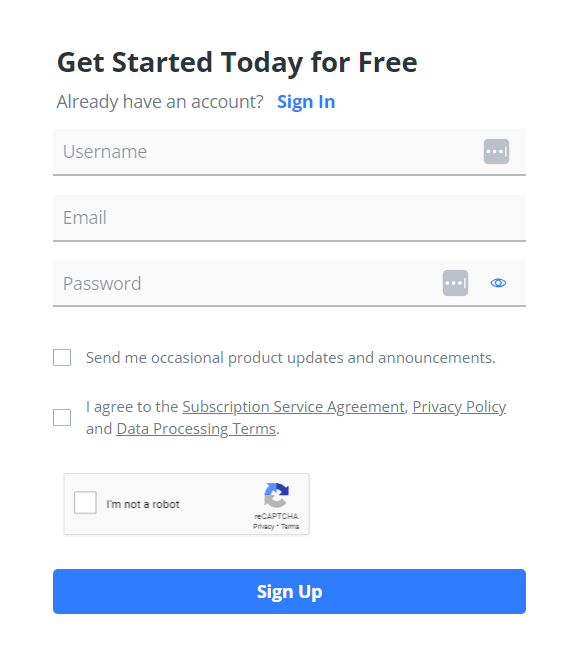 Get Started Today for Free
Already have an account? Sign In
Username
Email
Password
Send me occasional product updates and announcements.
I agree to the Subscription Service Agreement, Privacy Policy
and Data Processing Terms.
I'm not a robot
reCAPTCHA
Privacy • Terms
Sign Up